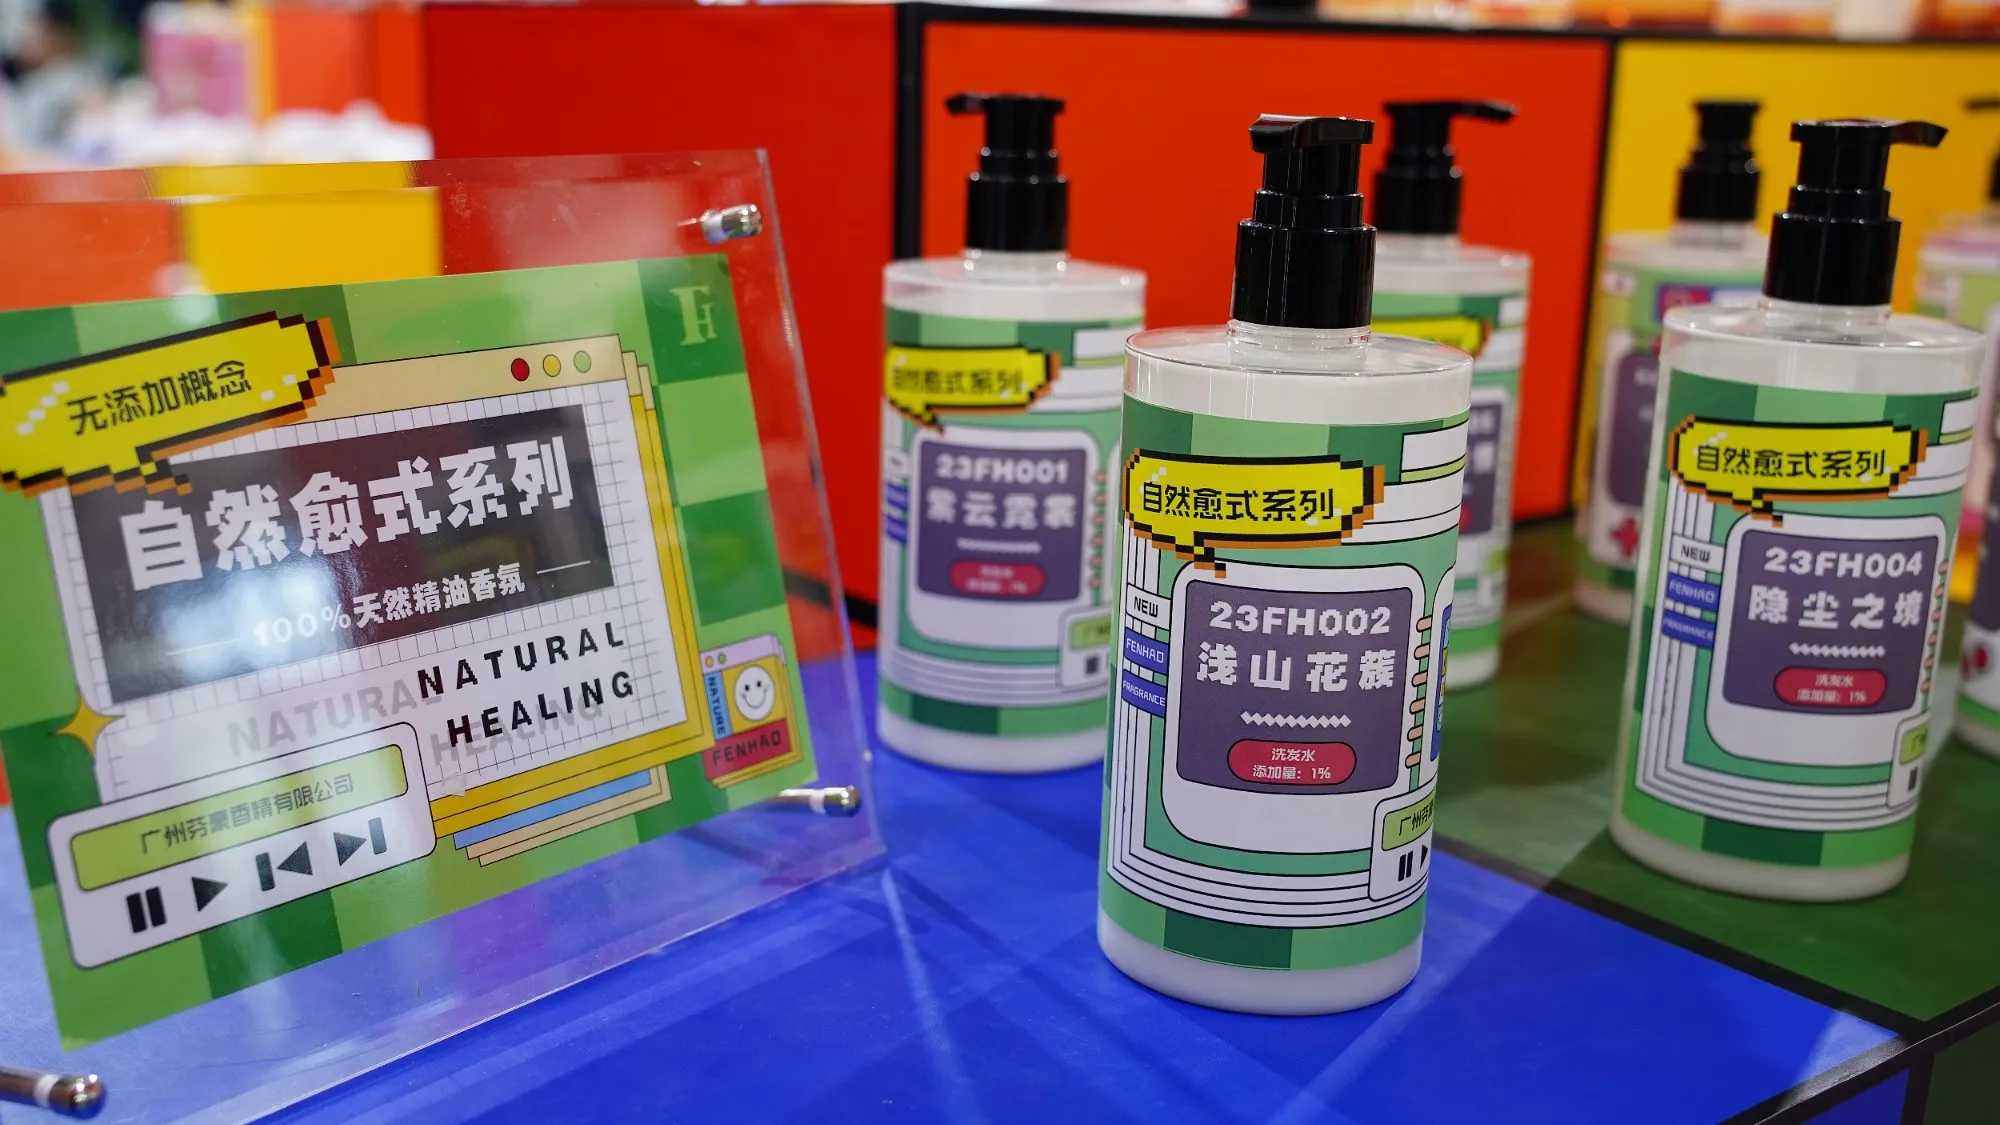 FH
无添加概念
自然愈式系列
100%天然精油香氛
NATURAL
HEALING
NATURAL
HEALING
NATURE
FENHAO
广州芬豪香精有限公司
自然愈式系列
23FH001
紫云霓裳
自然愈式系列
NEW
FENHAO
FRAGRANCE
23FH002
浅山花簇
洗发水
添加量：1%
广州芬
自然愈式系列
NEW
FENHAO
FRAGRANCE
23FH004
隐尘之境
洗发水
添加量：1%